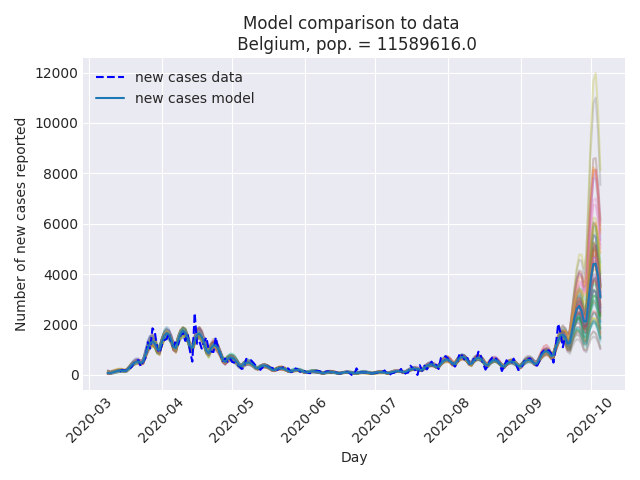 Model comparison to data
Belgium, pop. = 11589616.0
new cases data
new cases model
12000
10000
8000
6000
4000
2000
0
Number of new cases reported
2020-03
2020-04
2020-05
2020-06
2020-07
2020-08
2020-09
2020-10
Day